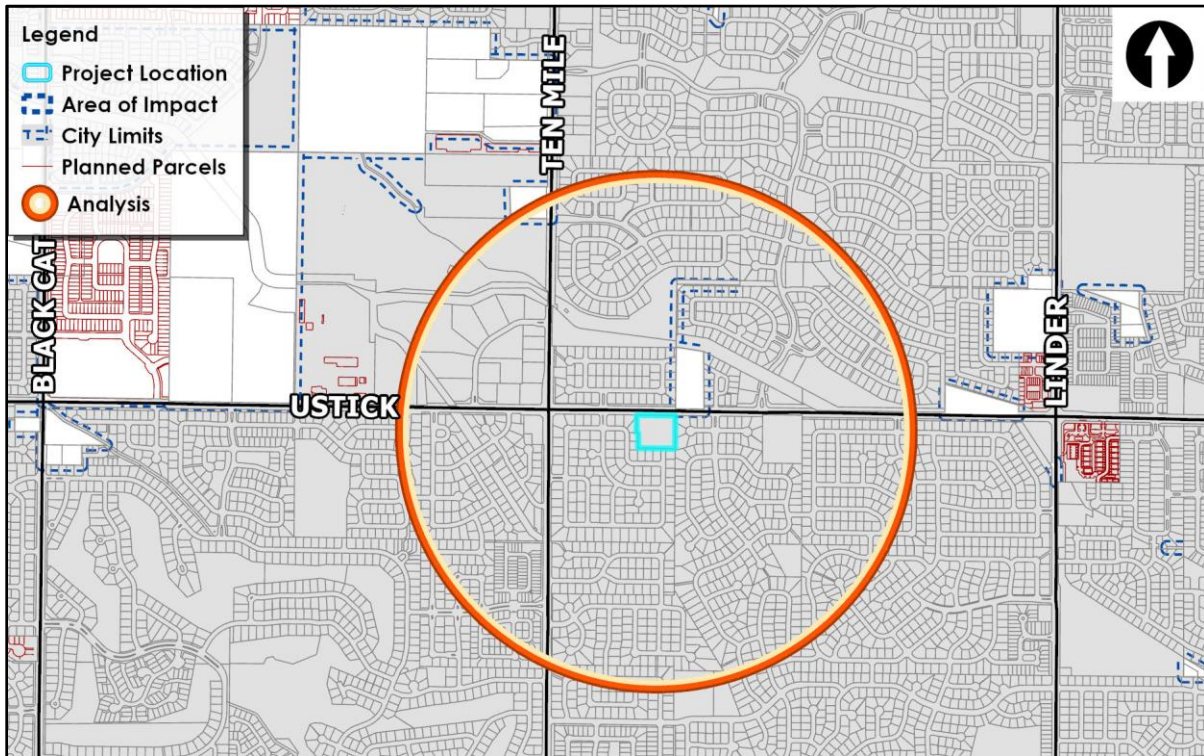 Legend
Project Location
Area of Impact
City Limits
Planned Parcels
Analysis
TEN MILE
BLACK CAT
LINDER
USTICK